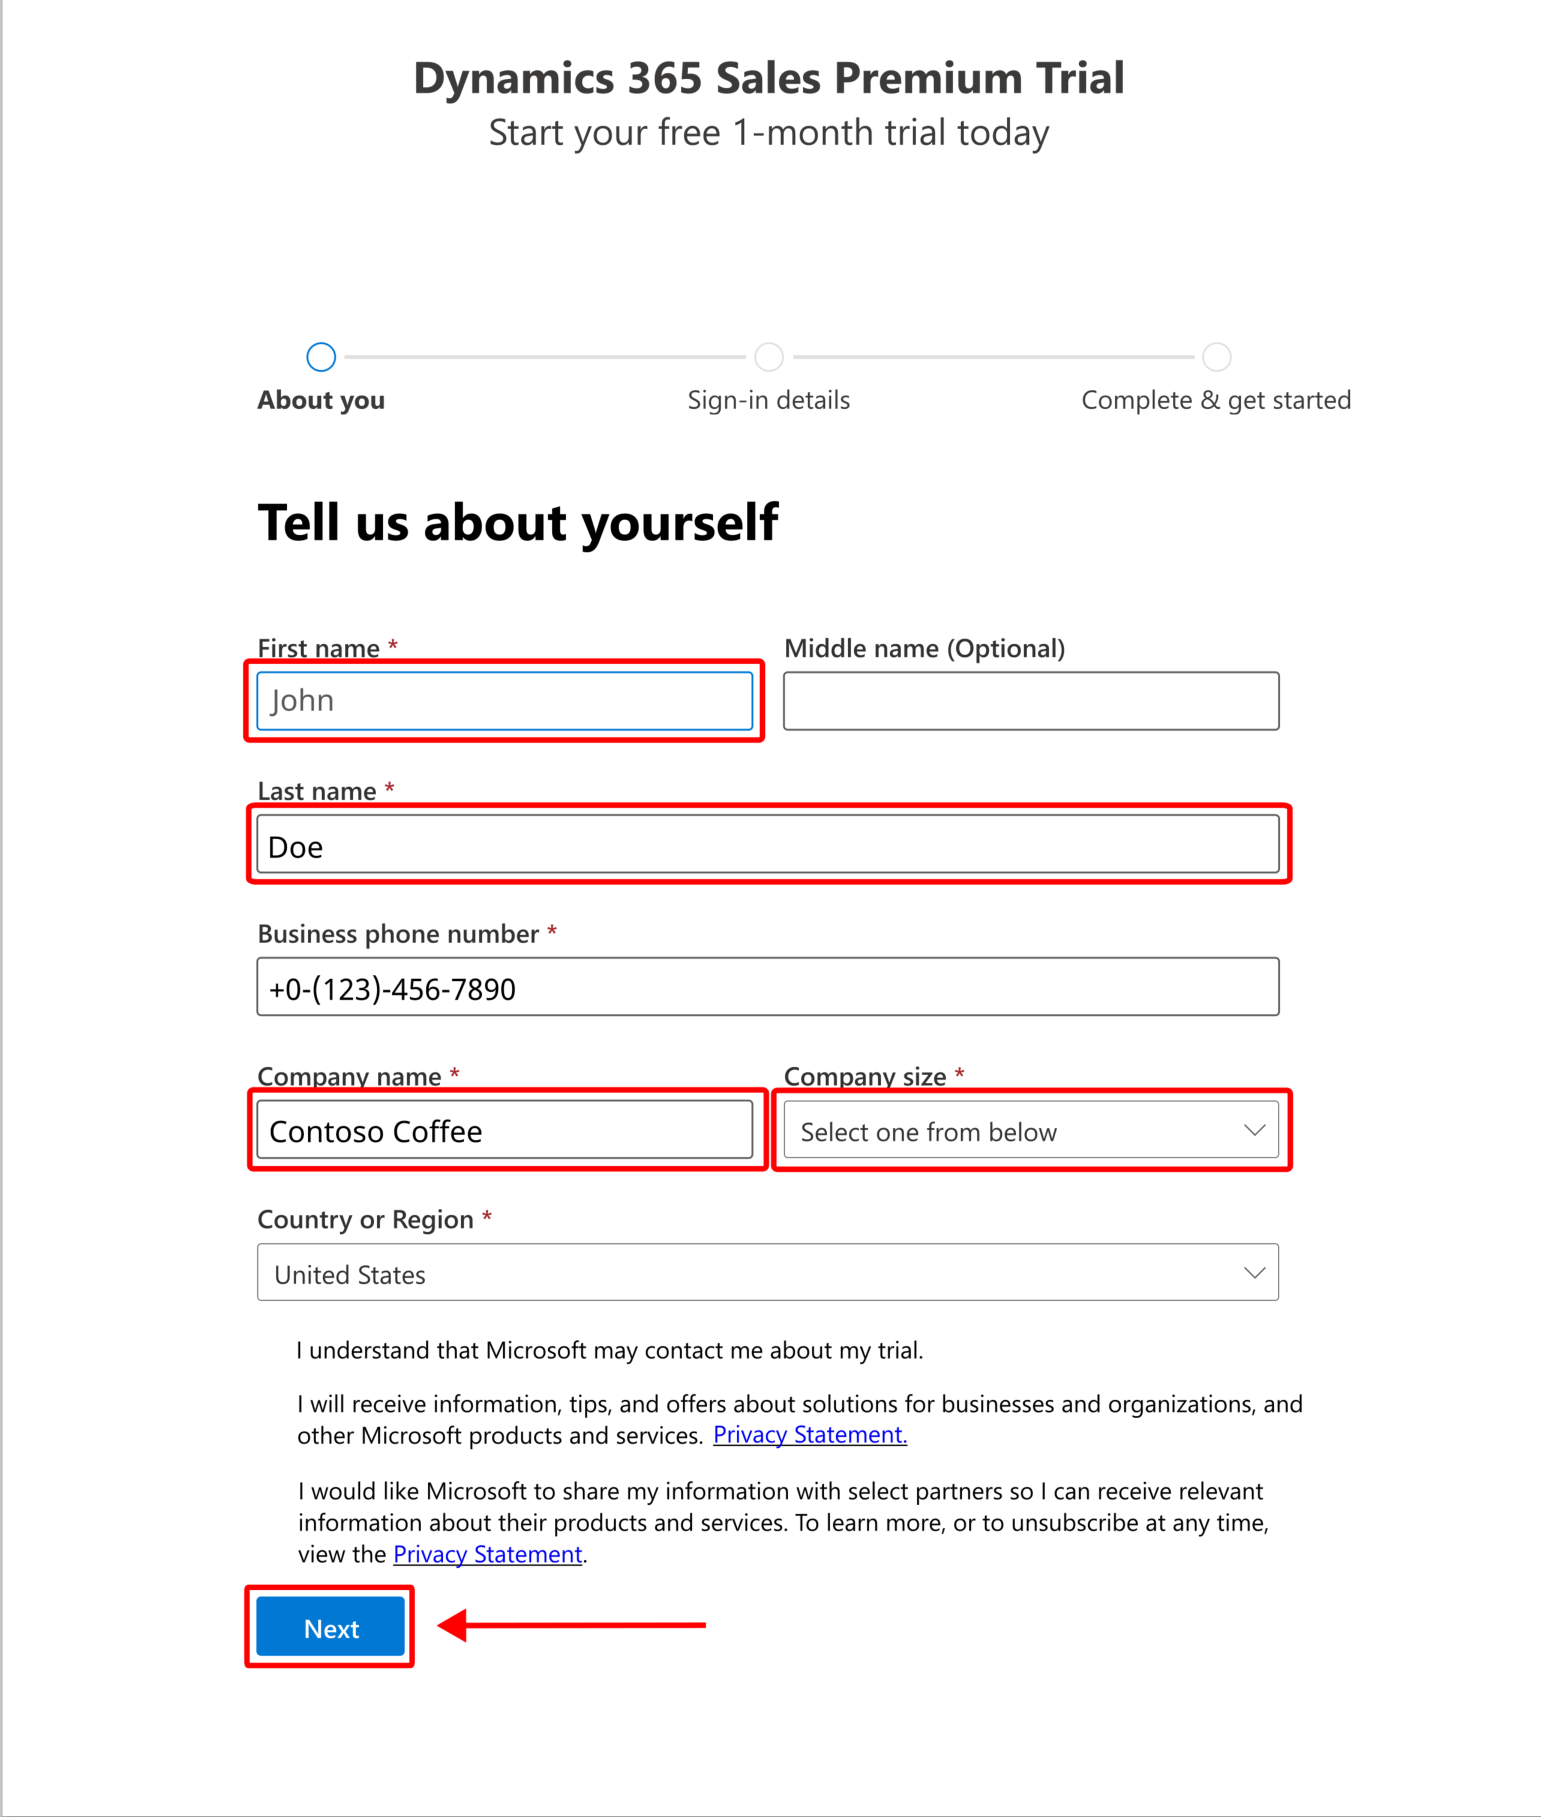 Dynamics 365 Sales Premium Trial
Start your free 1-month trial today
About you
Sign-in details
Complete & get started
Tell us about yourself
First name *
Middle name (Optional)
John
Last name *
Doe
Business phone number *
+0-(123)-456-7890
Company name *
Company size *
Contoso Coffee
Select one from below
Country or Region *
United States
I understand that Microsoft may contact me about my trial.
I will receive information, tips, and offers about solutions for businesses and organizations, and
other Microsoft products and services. Privacy Statement.
I would like Microsoft to share my information with select partners so I can receive relevant
information about their products and services. To learn more, or to unsubscribe at any time,
view the Privacy Statement.
Next